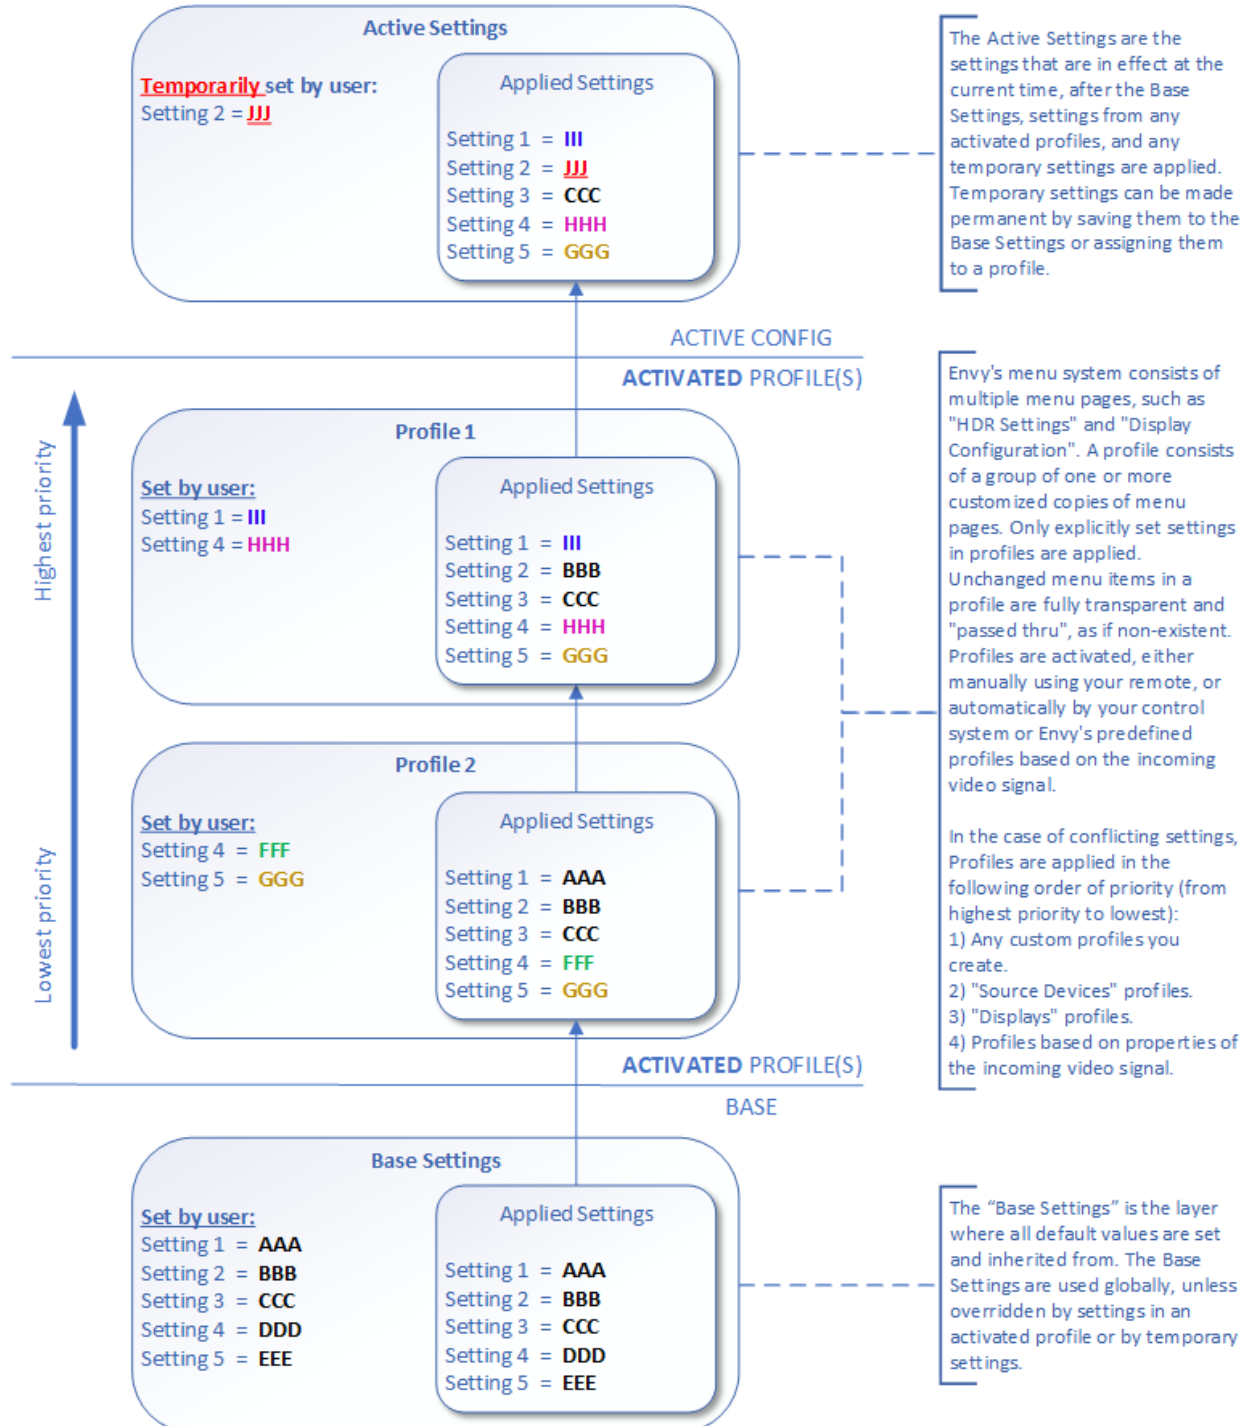 Active Settings
Temporarily set by user:
Setting 2 = JJJ
Applied Settings
Setting 1 = III
Setting 2 = JJJ
Setting 3 = CCC
Setting 4 = HHH
Setting 5 = GGG
The Active Settings are the
settings that are in effect at the
current time, after the Base
Settings, settings from any
activated profiles, and any
temporary settings are applied.
Temporary settings can be made
permanent by saving them to the
Base Settings or assigning them
to a profile.
ACTIVE CONFIG
ACTIVATED PROFILE(S)
Highest priority
Lowest priority
Profile 1
Set by user:
Setting 1 = III
Setting 4 = HHH
Applied Settings
Setting 1 = III
Setting 2 = BBB
Setting 3 = CCC
Setting 4 = HHH
Setting 5 = GGG
Profile 2
Set by user:
Setting 4 = FFF
Setting 5 = GGG
Applied Settings
Setting 1 = AAA
Setting 2 = BBB
Setting 3 = CCC
Setting 4 = FFF
Setting 5 = GGG
Envy's menu system consists of
multiple menu pages, such as
"HDR Settings" and "Display
Configuration". A profile consists
of a group of one or more
customized copies of menu
pages. Only explicitly set settings
in profiles are applied.
Unchanged menu items in a
profile are fully transparent and
"passed thru", as if non-existent.
Profiles are activated, either
manually using your remote, or
automatically by your control
system or Envy's predefined
profiles based on the incoming
video signal.
In the case of conflicting settings,
Profiles are applied in the
following order of priority (from
highest priority to lowest):
1) Any custom profiles you
create.
2) "Source Devices" profiles.
3) "Displays" profiles.
4) Profiles based on properties of
the incoming video signal.
ACTIVATED PROFILE(S)
BASE
Base Settings
Set by user:
Setting 1 = AAA
Setting 2 = BBB
Setting 3 = CCC
Setting 4 = DDD
Setting 5 = EEE
Applied Settings
Setting 1 = AAA
Setting 2 = BBB
Setting 3 = CCC
Setting 4 = DDD
Setting 5 = EEE
The “Base Settings” is the layer
where all default values are set
and inherited from. The Base
Settings are used globally, unless
overridden by settings in an
activated profile or by temporary
settings.